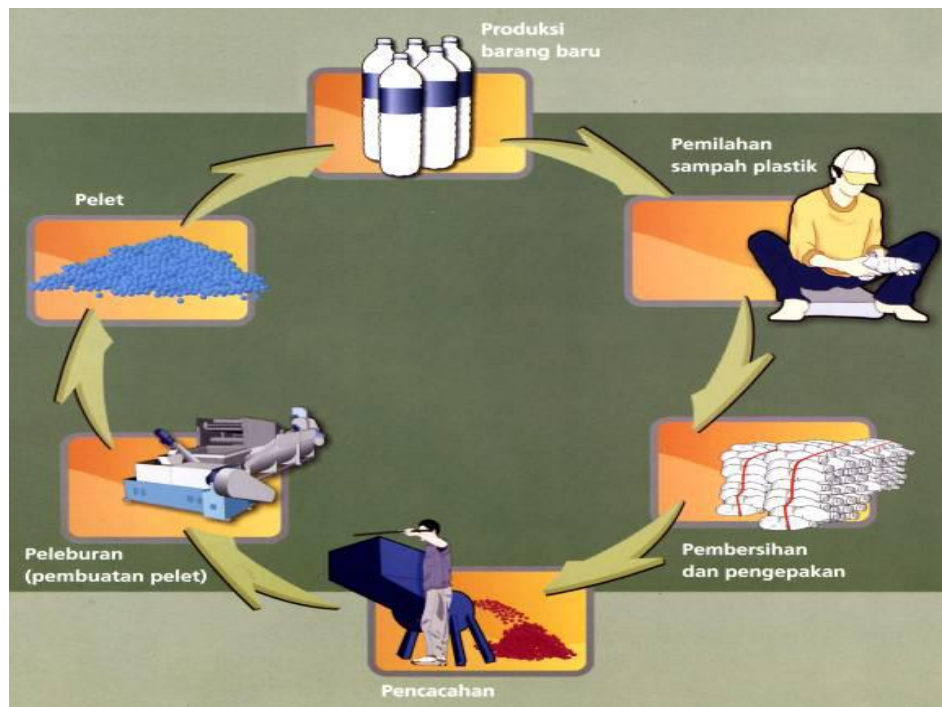 Produksi
barang baru
Pemilahan
sampah plastik
Pembersihan
dan pengepakan
Pencacahan
Peleburan
(pembuatan pelet)
Pelet